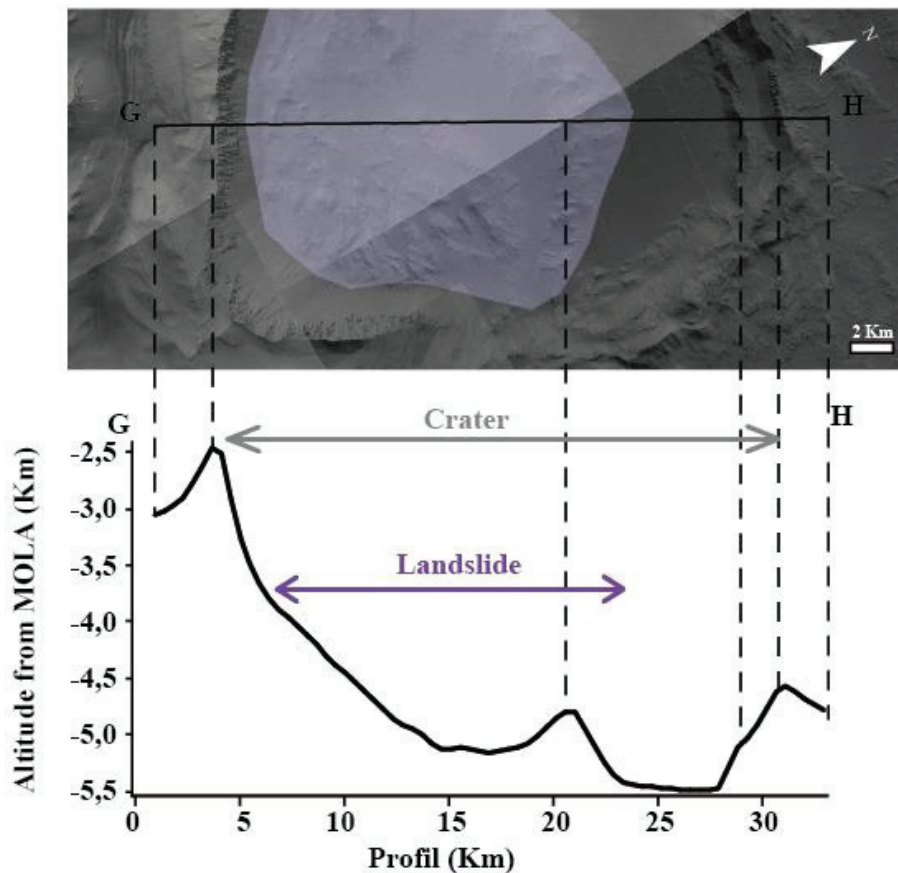 N
G
H
2 Km
G
H
Crater
-2,5
-3,0
-3,5
Landslide
-4,0
-4,5
-5,0
-5,5
Altitude from MOLA (Km)
0 5 10 15 20 25 30
Profil (Km)